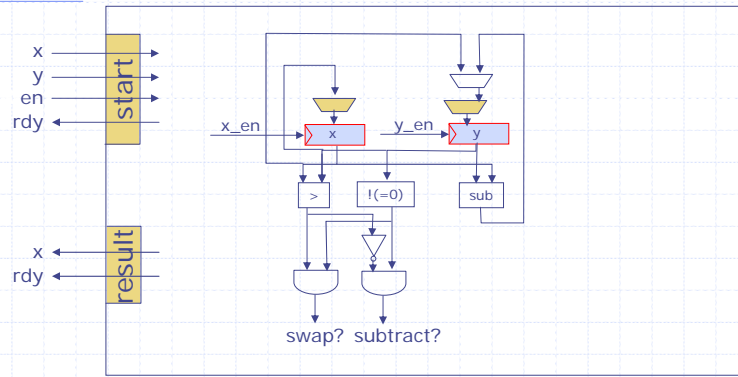 x
y
en
rdy
start
x_en
x
y_en
y
>
!(=0)
sub
x
rdy
result
swap?
subtract?